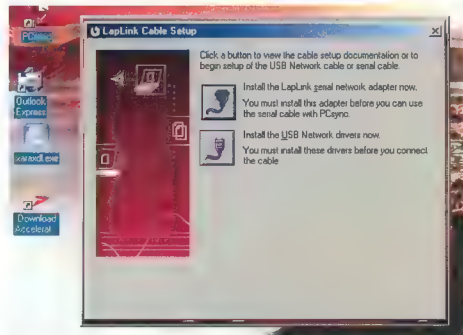 LapLink Cable Setup
Click a button to view the cable setup documentation or to
begin setup of the USB Network cable or serial cable.
Install the LapLink serial network adapter now.
You must install this adapter before you can use
the serial cable with PCsync.
Install the USB Network drivers now.
You must install these drivers before you connect
the cable
PCsync
Outlook
Express
Download
Accelerat